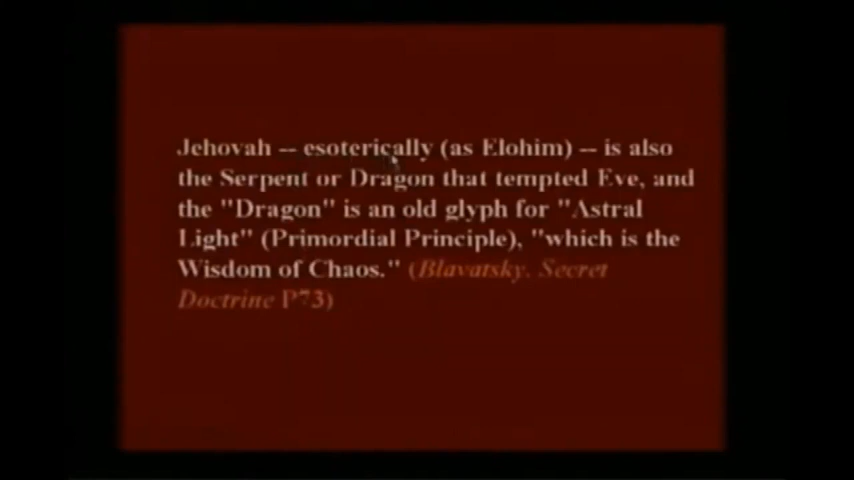 Jehovah -- esoterically (as Elohim) -- is also
the Serpent or Dragon that tempted Eve, and
the "Dragon" is an old glyph for "Astral
Light" (Primordial Principle), "which is the
Wisdom of Chaos." (Blavatsky. Secret
Doctrine P73)